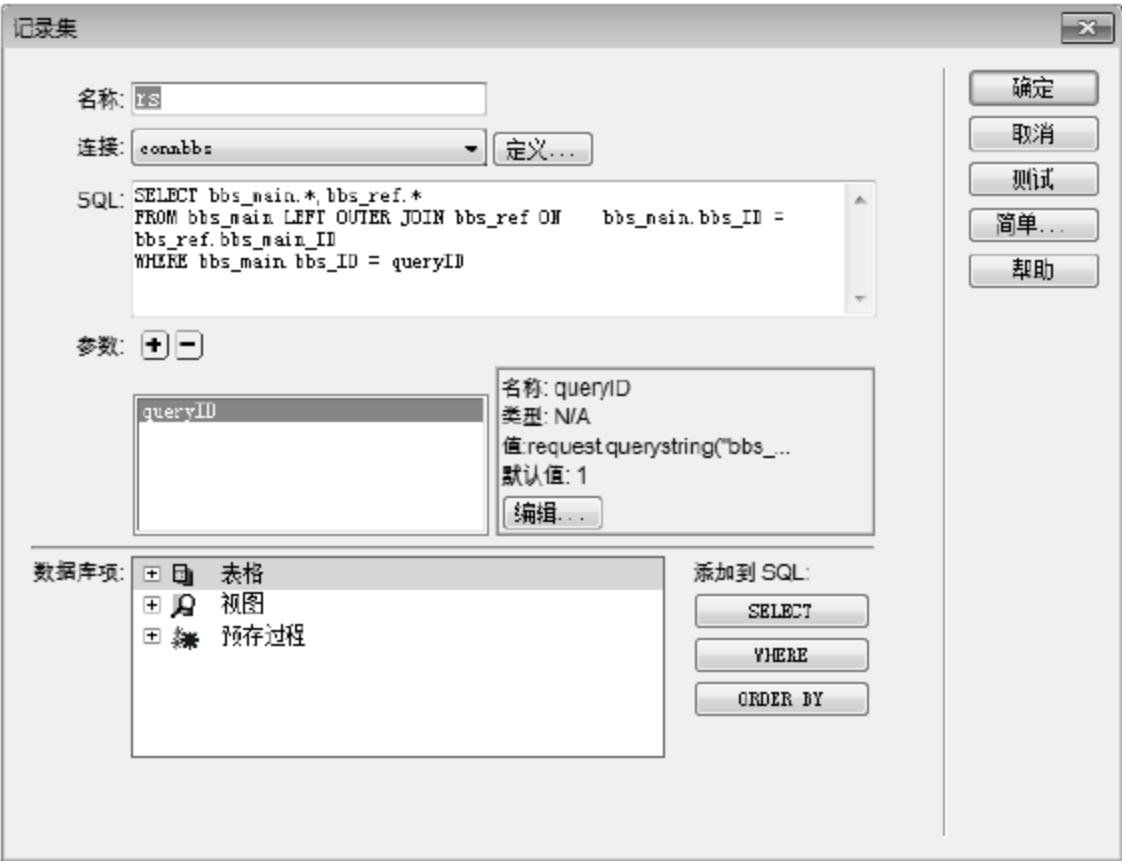 记录集
名称: rs
确定
连接: connbbs 定义...
取消
SQL: SELECT bbs_main.*, bbs_ref.*
FROM bbs_main LEFT OUTER JOIN bbs_ref ON bbs_main.bbs_ID =
bbs_ref.bbs_main_ID
WHERE bbs_main.bbs_ID = queryID
测试
简单...
帮助
参数:
queryID
名称: queryID
类型: N/A
值:request.querystring("bbs_...
默认值: 1
编辑...
数据库项: 表格
视图
预存过程
添加到 SQL:
SELECT
WHERE
ORDER BY